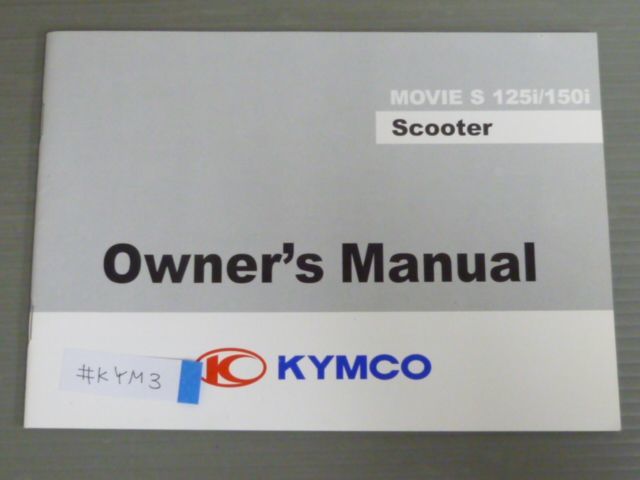 MOVIE S 125i/150i
Scooter
Owner's Manual
#KYM3
KYMCO